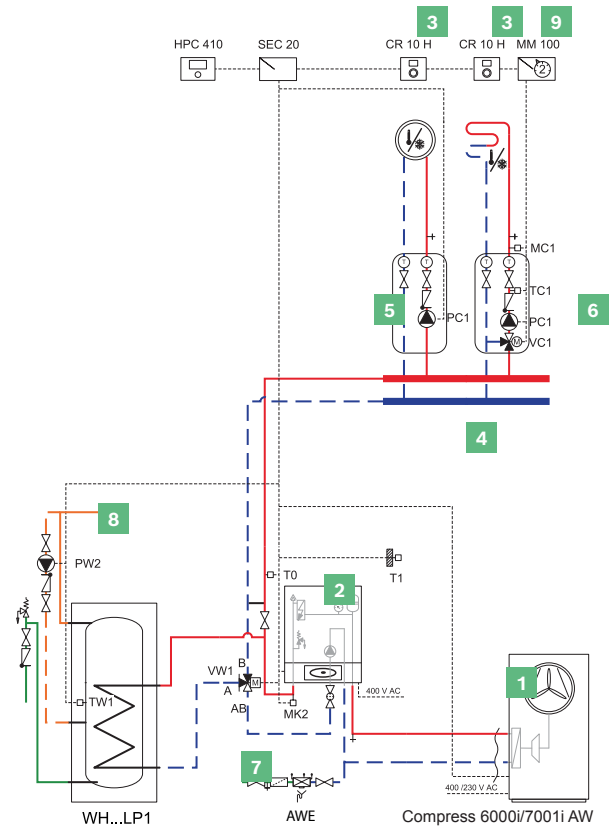 3
3
9
HPC 410
SEC 20
CR 10 H
CR 10 H
MM 100
2
MC1
T
T
T
T
TC1
5
6
PC1
PC1
M
VC1
4
8
PW2
T0
T1
2
B
VW1
M
A
AB
TW1
MK2
400 V AC
1
7
400 /230 V AC
WH...LP1
AWE
Compress 6000i/7001i AW